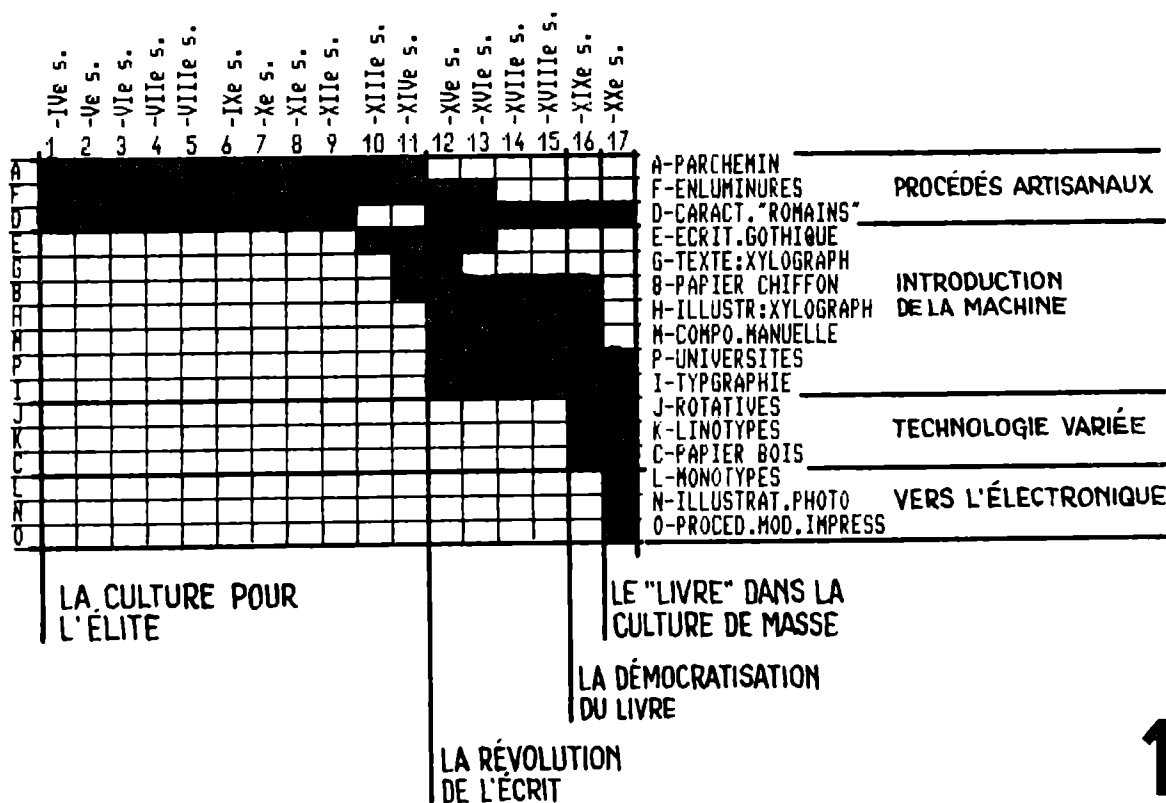 1 -IVe s.
2 -Ve s.
3 -VIe s.
4 -VIIe s.
5 -VIIIe s.
6 -IXe s.
7 -Xe s.
8 -XIe s.
9 -XIIe s.
10 -XIIIe s.
11 -XIVe s.
12 -XVe s.
13 -XVIe s.
14 -XVIIe s.
15 -XVIIIe s.
16 -XIXe s.
17 -XXe s.
A
F
D
E
G
B
H
M
P
I
J
K
C
L
N
O
A-PARCHEMIN
F-ENLUMINURES
D-CARACT."ROMAINS"
E-ECRIT.GOTHIQUE
G-TEXTE:XYLOGRAPH
B-PAPIER CHIFFON
H-ILLUSTR:XYLOGRAPH
M-COMPO.MANUELLE
P-UNIVERSITES
I-TYPGRAPHIE
J-ROTATIVES
K-LINOTYPES
C-PAPIER BOIS
L-MONOTYPES
N-ILLUSTRAT.PHOTO
O-PROCED.MOD.IMPRESS
PROCÉDÉS ARTISANAUX
INTRODUCTION
DE LA MACHINE
TECHNOLOGIE VARIÉE
VERS L'ÉLECTRONIQUE
LA CULTURE POUR
L'ÉLITE
LE "LIVRE" DANS LA
CULTURE DE MASSE
LA DÉMOCRATISATION
DU LIVRE
LA RÉVOLUTION
DE L'ÉCRIT
1